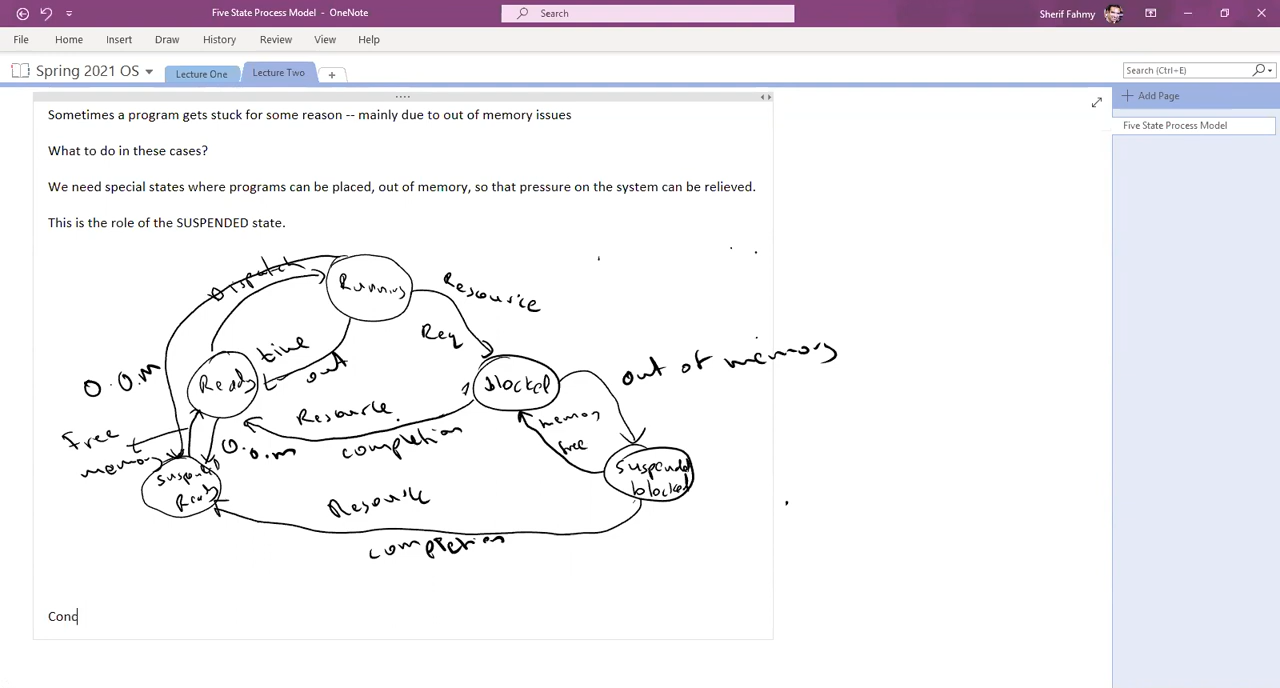 Five State Process Model - OneNote
Search
Sherif Fahmy
File Home Insert Draw History Review View Help
Spring 2021 OS
Lecture One
Lecture Two
Search (Ctrl+E)
Add Page
Five State Process Model
Sometimes a program gets stuck for some reason -- mainly due to out of memory issues
What to do in these cases?
We need special states where programs can be placed, out of memory, so that pressure on the system can be relieved.
This is the role of the SUSPENDED state.
Dispatch
Running
Resource
Req
time
out
O.O.M
Ready
blocked
out of memory
Resource
completion
Free
memory
O.O.M
memory
free
Suspended
Ready
Suspended
blocked
Resource
completion
Conc